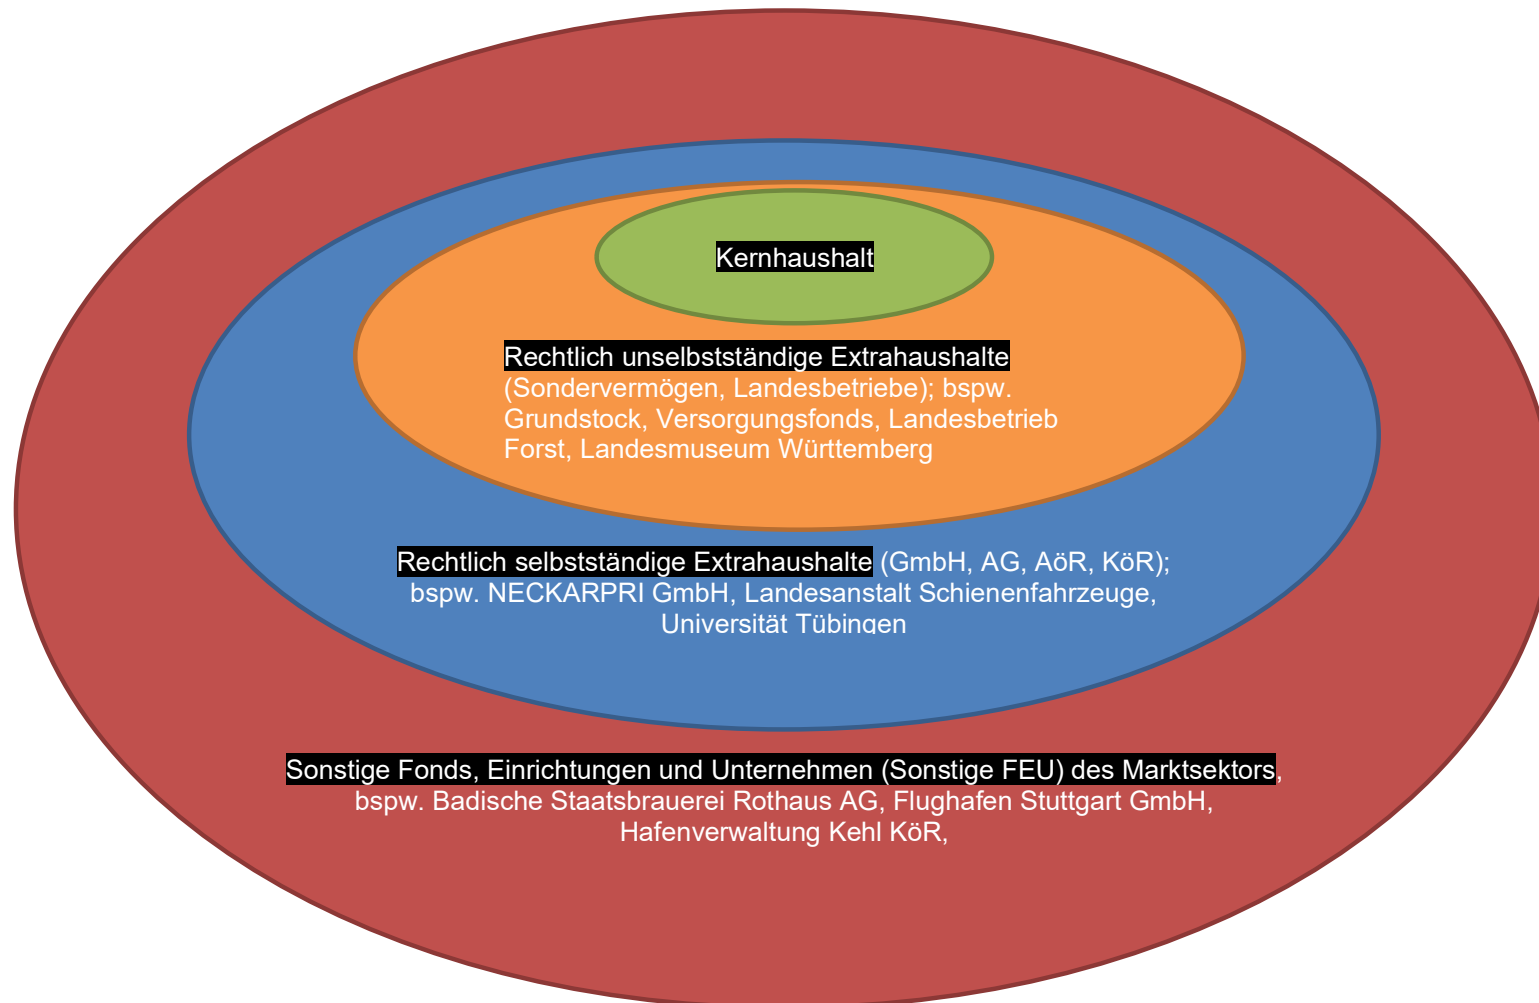 Kernhaushalt
Rechtlich unselbstständige Extrahaushalte
(Sondervermögen, Landesbetriebe); bspw.
Grundstock, Versorgungsfonds, Landesbetrieb
Forst, Landesmuseum Württemberg
Rechtlich selbstständige Extrahaushalte (GmbH, AG, AöR, KöR);
bspw. NECKARPRI GmbH, Landesanstalt Schienenfahrzeuge,
Universität Tübingen
Sonstige Fonds, Einrichtungen und Unternehmen (Sonstige FEU) des Marktsektors,
bspw. Badische Staatsbrauerei Rothaus AG, Flughafen Stuttgart GmbH,
Hafenverwaltung Kehl KöR,